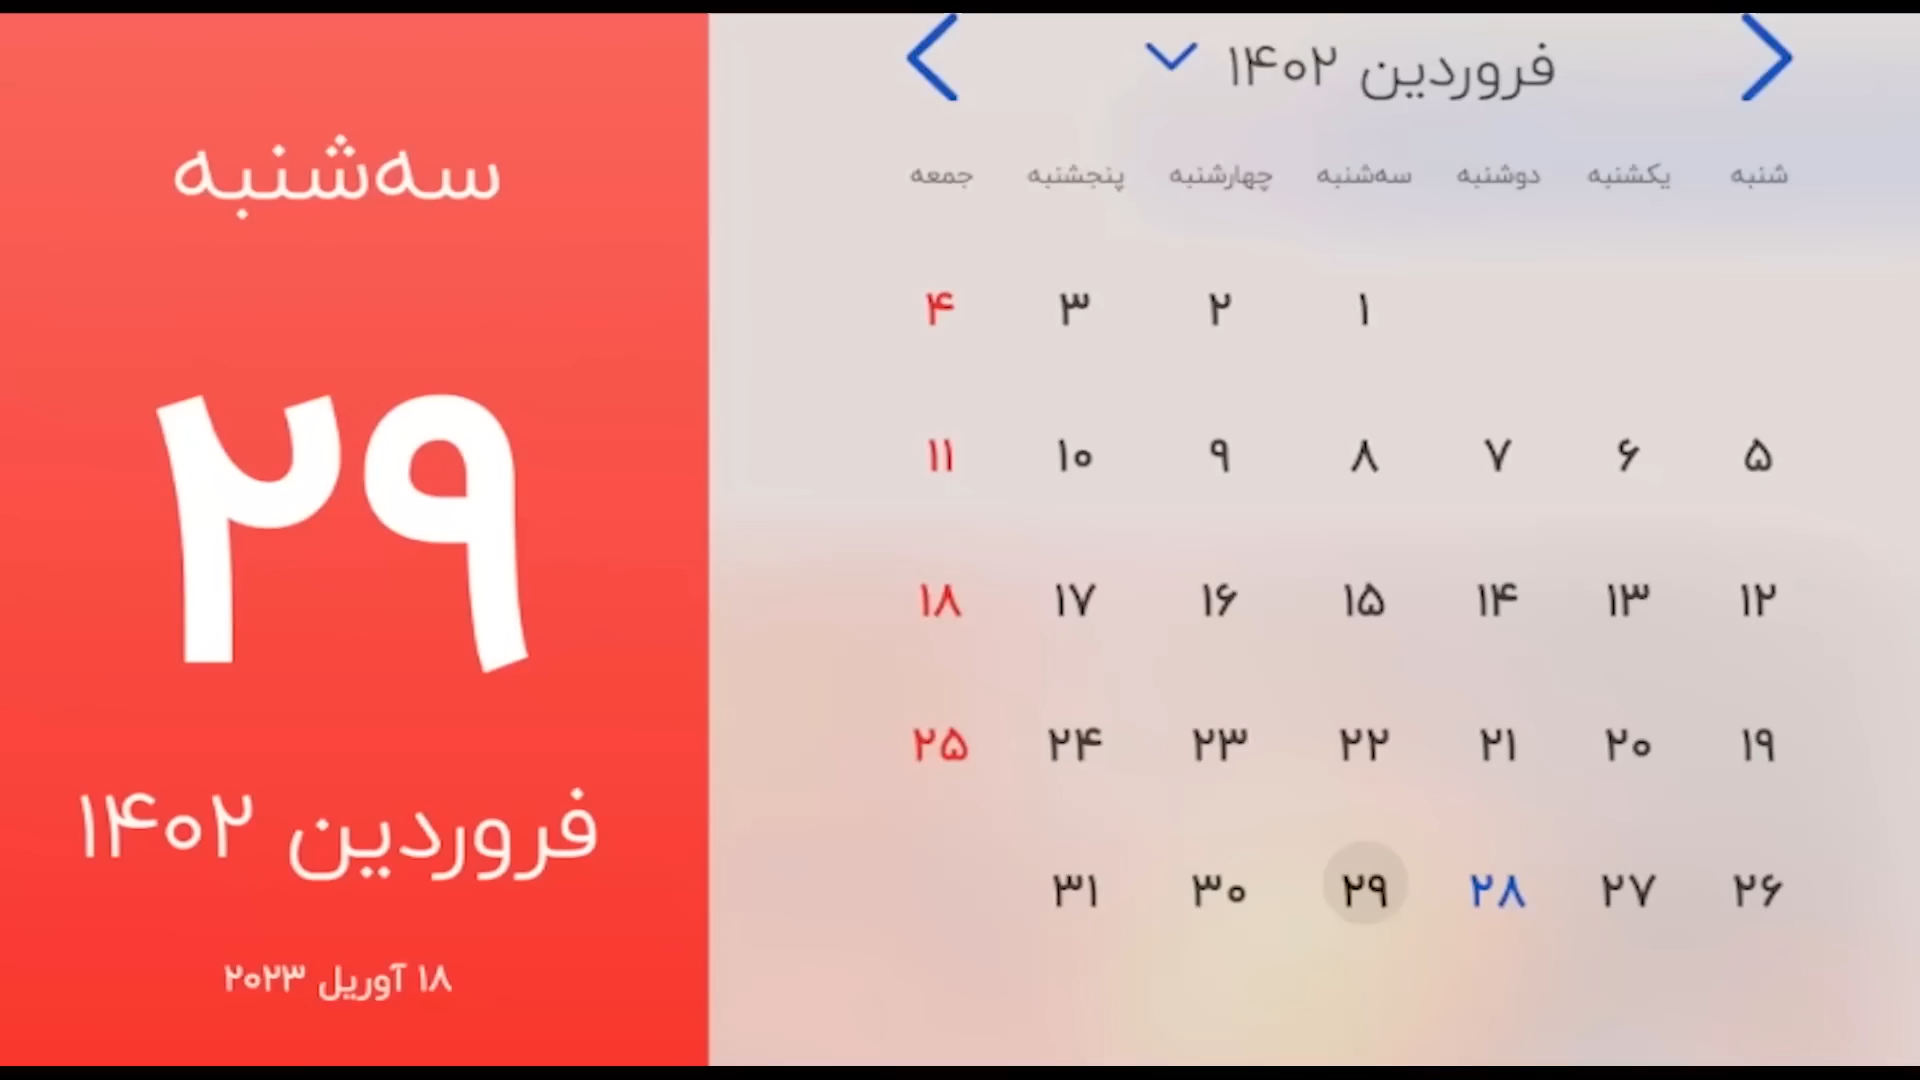 سه‌شنبه
۲۹
فروردین ۱۴۰۲
۱۸ آوریل ۲۰۲۳
فروردین ۱۴۰۲
شنبه یکشنبه دوشنبه سه‌شنبه چهارشنبه پنجشنبه جمعه
۱ ۲ ۳ ۴
۵ ۶ ۷ ۸ ۹ ۱۰ ۱۱
۱۲ ۱۳ ۱۴ ۱۵ ۱۶ ۱۷ ۱۸
۱۹ ۲۰ ۲۱ ۲۲ ۲۳ ۲۴ ۲۵
۲۶ ۲۷ ۲۸ ۲۹ ۳۰ ۳۱